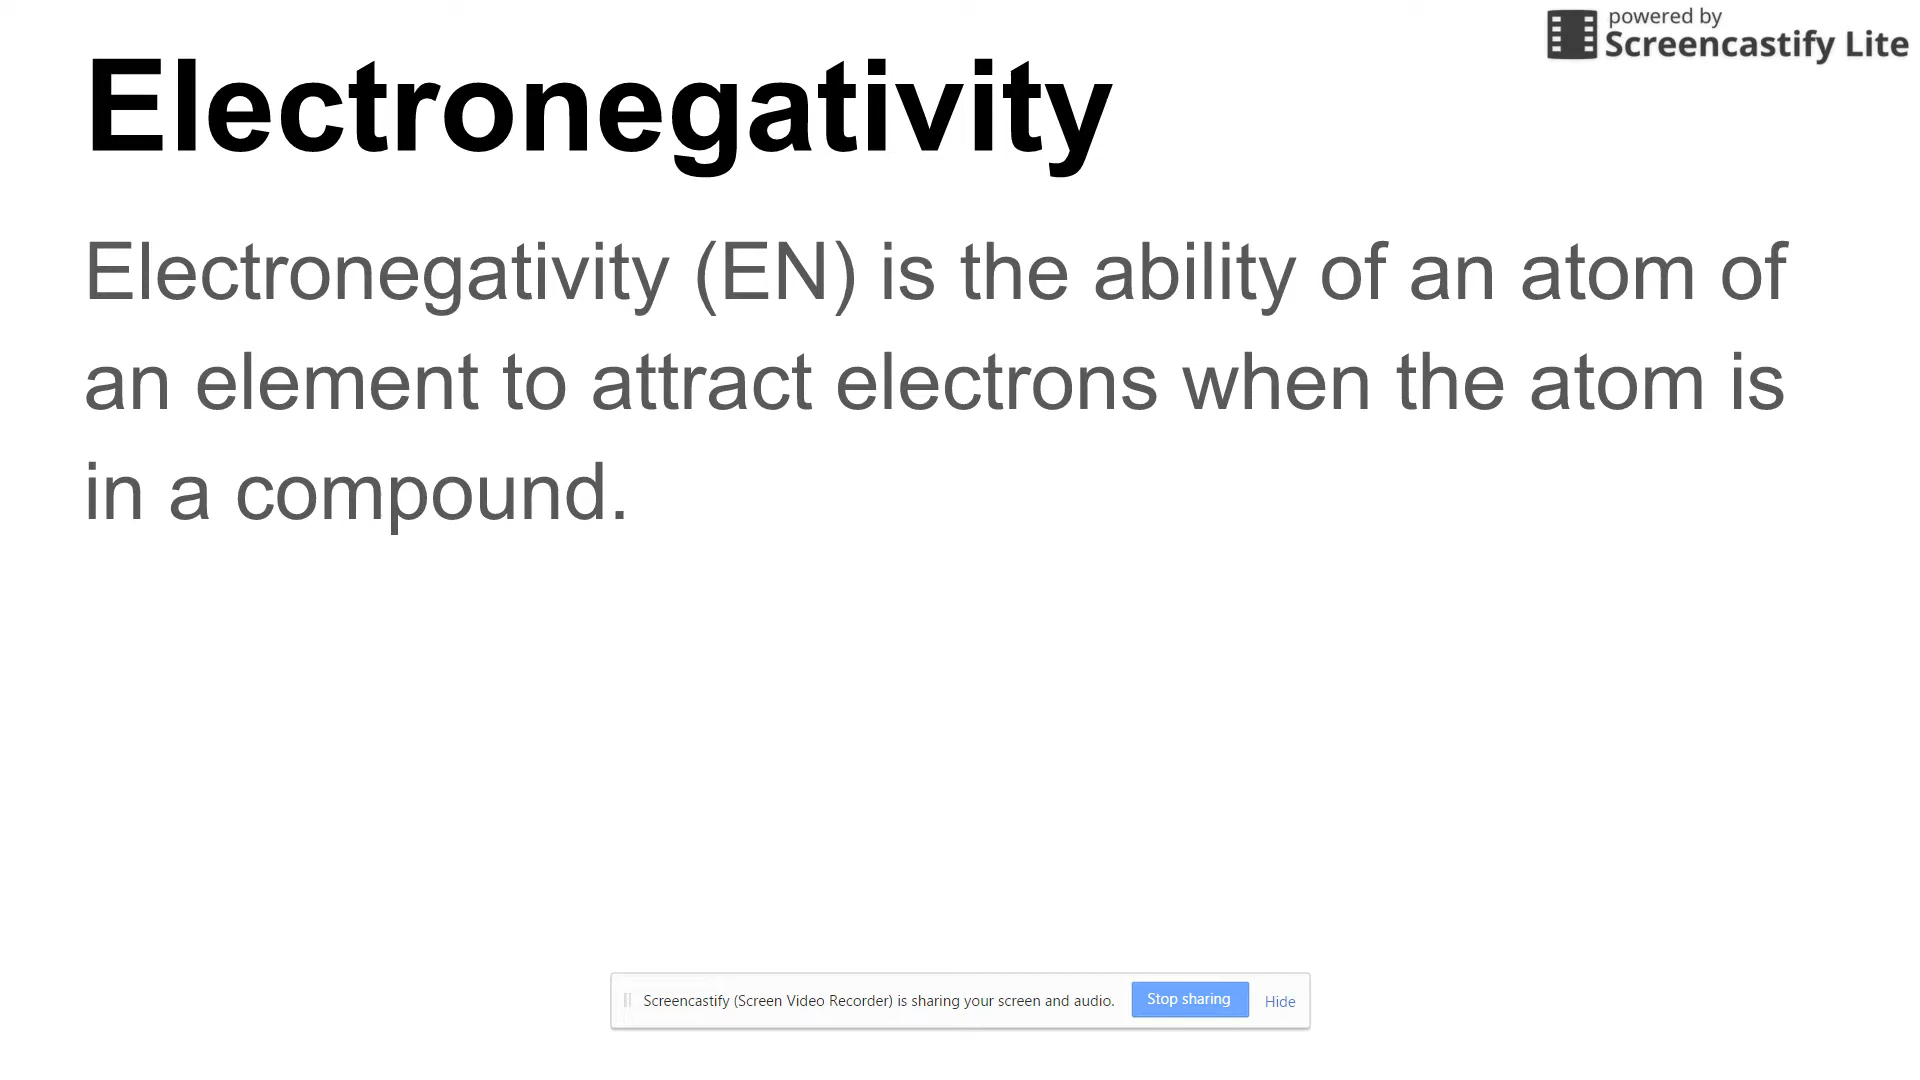 powered by
Screencastify Lite
Electronegativity
Electronegativity (EN) is the ability of an atom of
an element to attract electrons when the atom is
in a compound.
Screencastify (Screen Video Recorder) is sharing your screen and audio. Stop sharing Hide